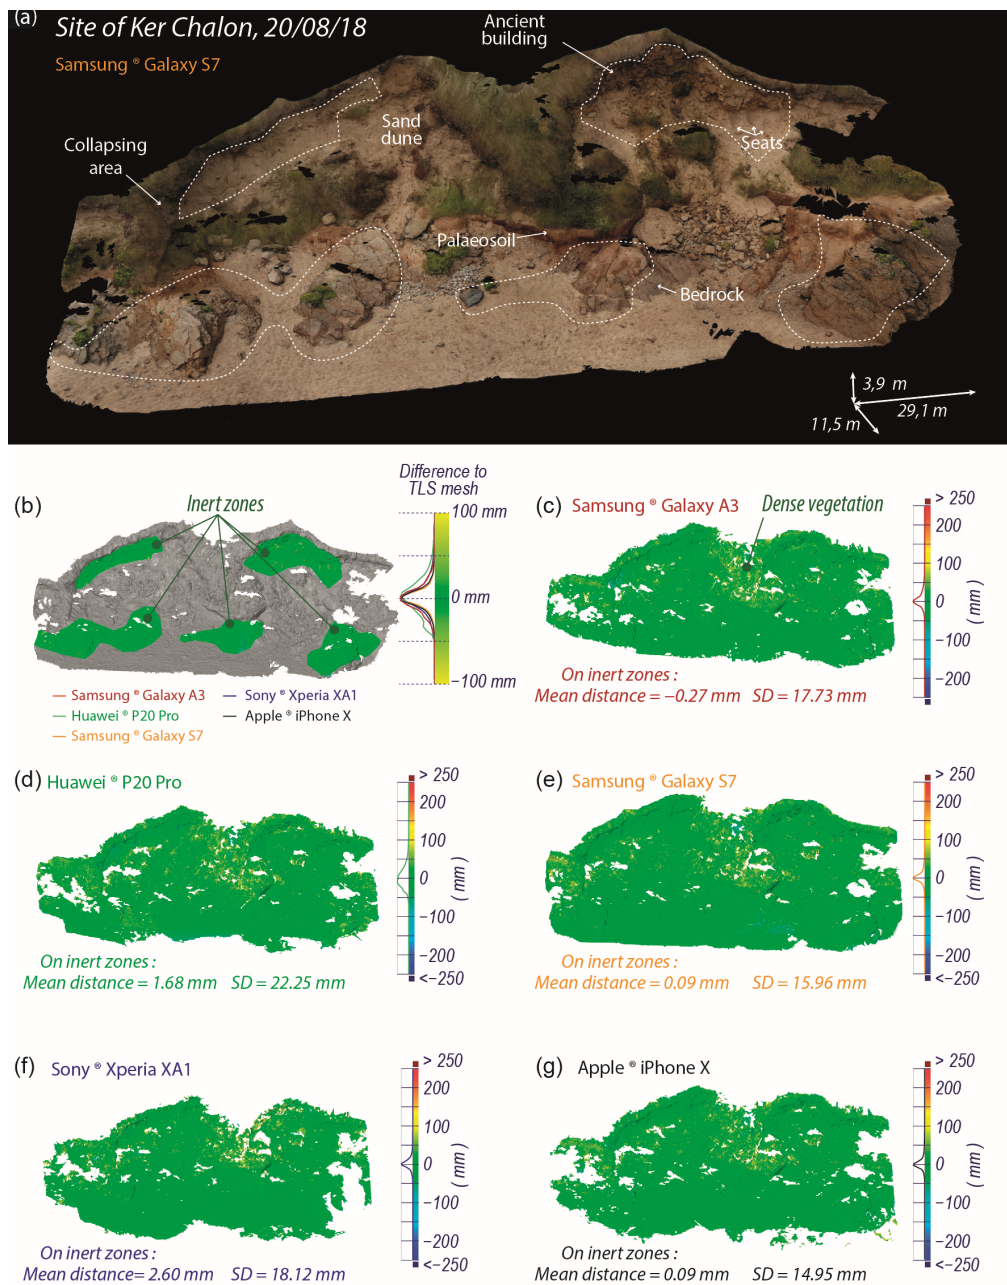 (a)
Site of Ker Chalon, 20/08/18
Samsung ® Galaxy S7
Ancient
building
Collapsing
area
Sand
dune
Seats
Palaeosoil
Bedrock
3,9 m
29,1 m
11,5 m
(b)
Inert zones
Difference to
TLS mesh
100 mm
0 mm
−100 mm
Samsung ® Galaxy A3
Sony ® Xperia XA1
Huawei ® P20 Pro
Apple ® iPhone X
Samsung ® Galaxy S7
(c)
Samsung ® Galaxy A3
Dense vegetation
> 250
200
100
0
−100
−200
<−250
( mm )
On inert zones :
Mean distance = −0.27 mm SD = 17.73 mm
(d)
Huawei ® P20 Pro
> 250
200
100
0
−100
−200
<−250
( mm )
On inert zones :
Mean distance = 1.68 mm SD = 22.25 mm
(e)
Samsung ® Galaxy S7
> 250
200
100
0
−100
−200
<−250
( mm )
On inert zones :
Mean distance = 0.09 mm SD = 15.96 mm
(f)
Sony ® Xperia XA1
> 250
200
100
0
−100
−200
<−250
( mm )
On inert zones :
Mean distance= 2.60 mm SD = 18.12 mm
(g)
Apple ® iPhone X
> 250
200
100
0
−100
−200
<−250
( mm )
On inert zones :
Mean distance = 0.09 mm SD = 14.95 mm